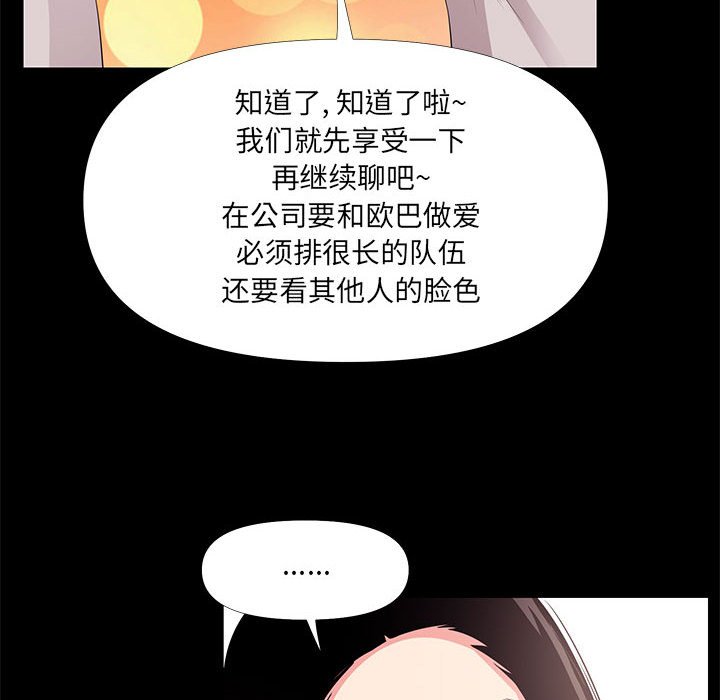 知道了, 知道了啦~
我们就先享受一下
再继续聊吧~
在公司要和欧巴做爱
必须排很长的队伍
还要看其他人的脸色
……